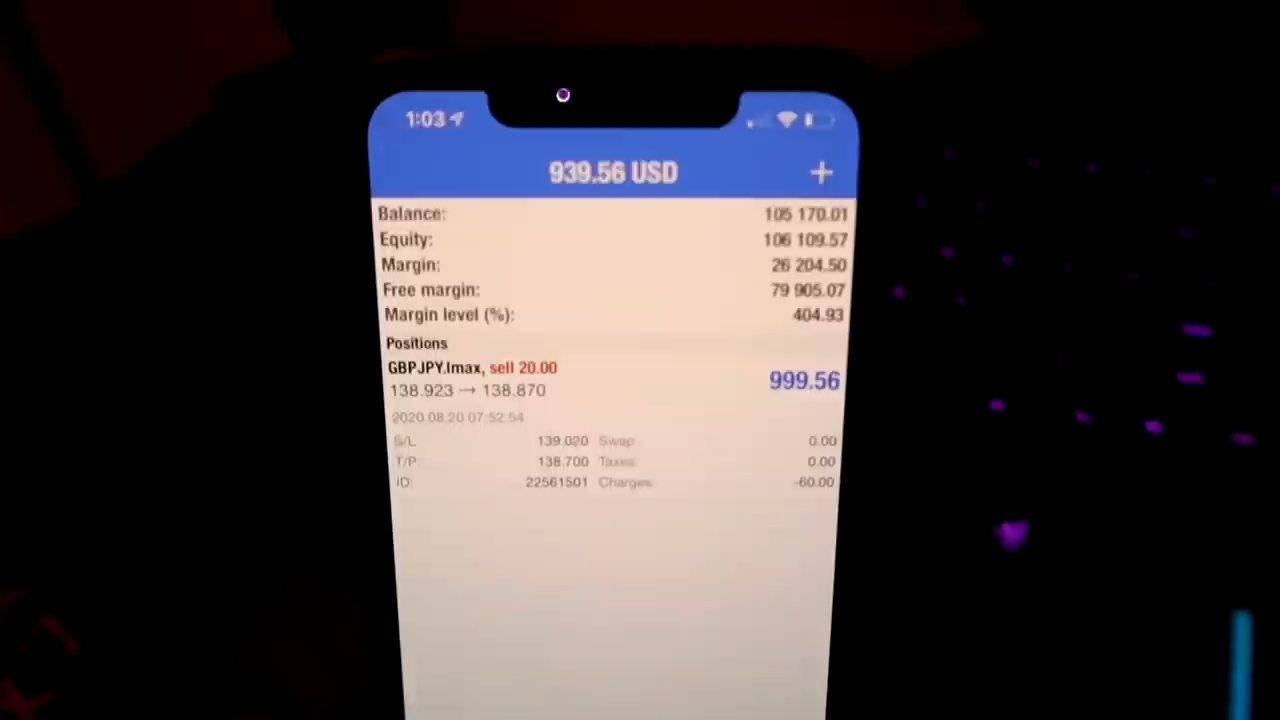 1:03
939.56 USD +
Balance: 105 170.01
Equity: 106 109.57
Margin: 26 204.50
Free margin: 79 905.07
Margin level (%): 404.93
Positions
GBPJPY.lmax, sell 20.00
138.923 → 138.870 999.56
2020.08.20 07:52:54
S/L: 139.020 Swap: 0.00
T/P: 138.700 Taxes: 0.00
ID: 22561501 Charges: -60.00